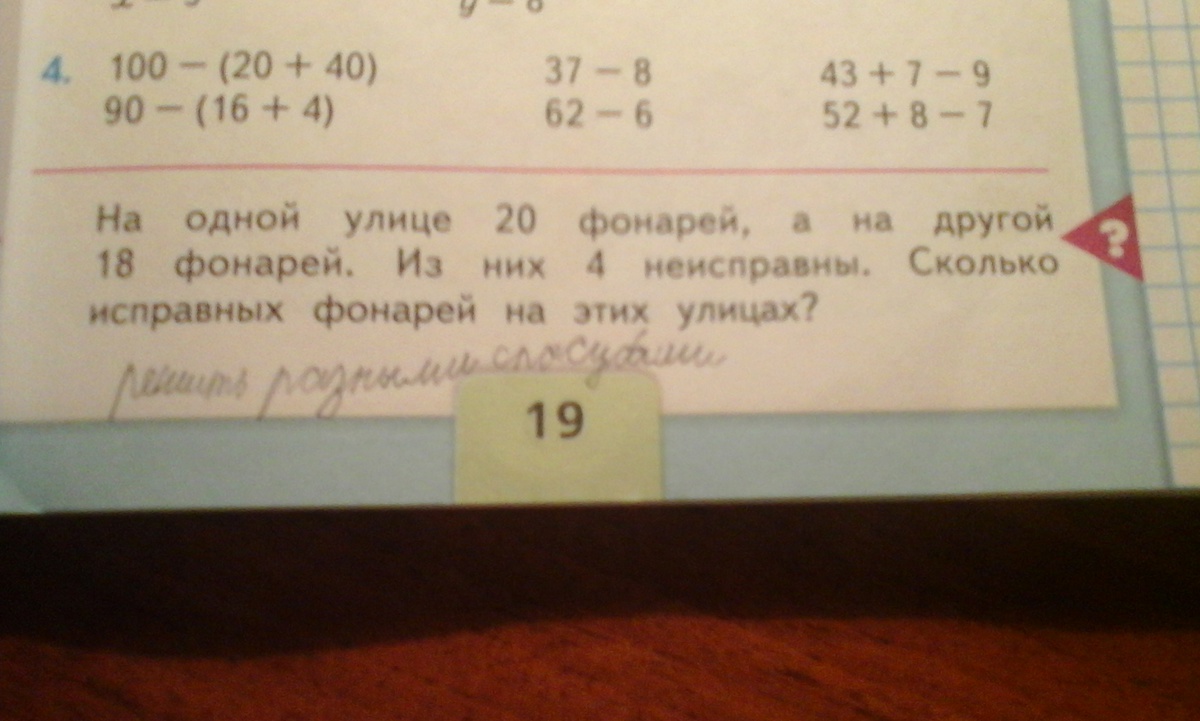 4. 100 − (20 + 40) 37 − 8 43 + 7 − 9
90 − (16 + 4) 62 − 6 52 + 8 − 7
На одной улице 20 фонарей, а на другой
18 фонарей. Из них 4 неисправны. Сколько
исправных фонарей на этих улицах?
?
решить разными способами
19